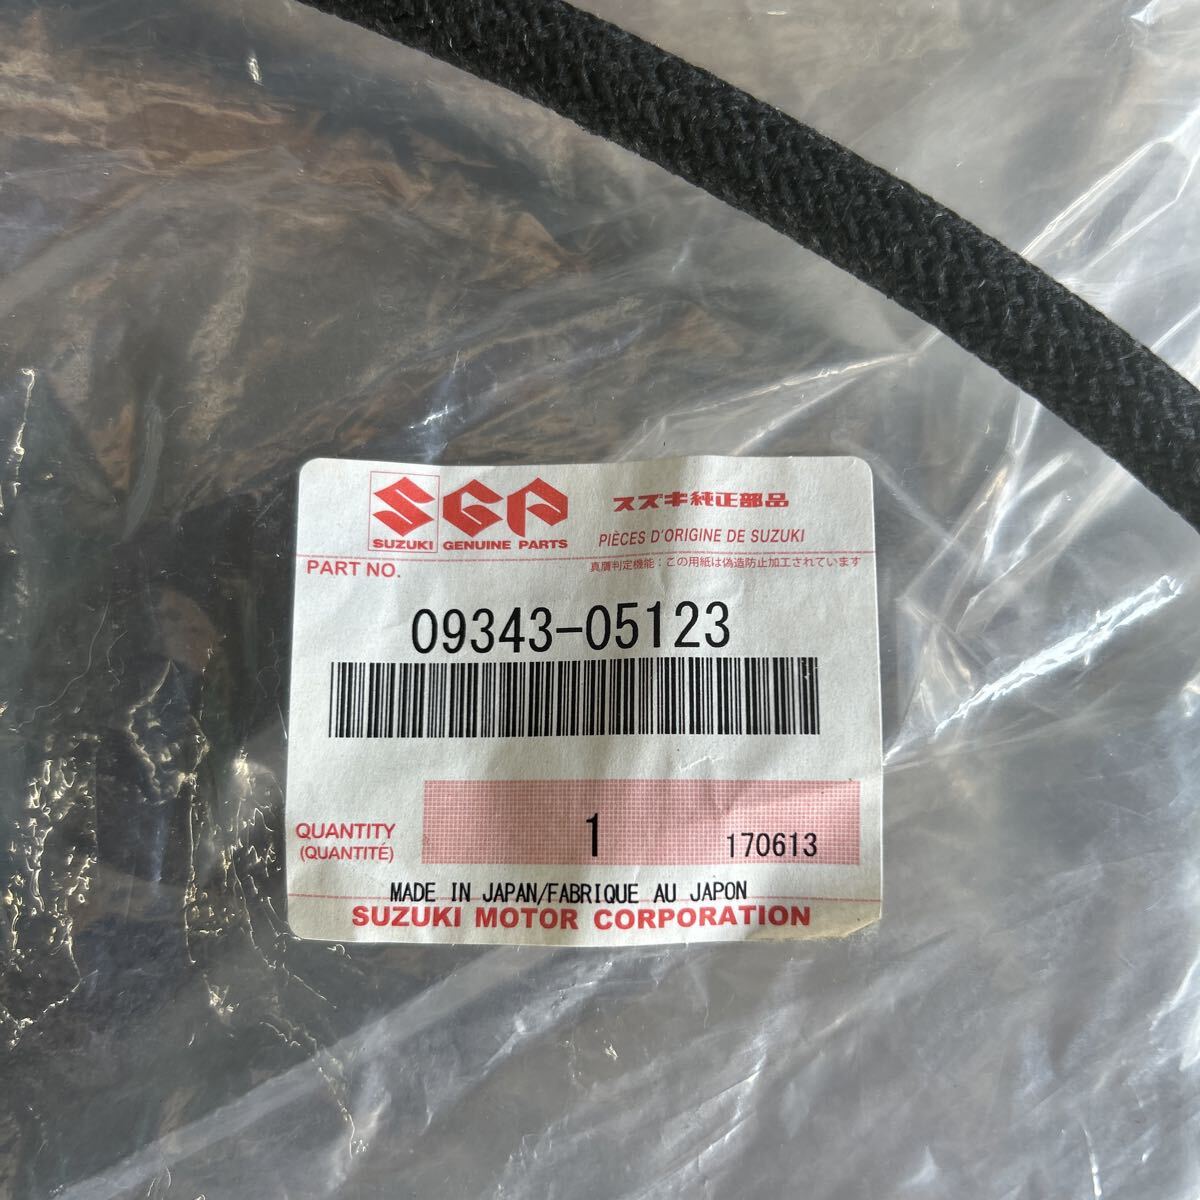 SGP
SUZUKI GENUINE PARTS
スズキ純正部品
PIÈCES D'ORIGINE DE SUZUKI
PART NO.
真贋判定機能：この用紙は偽造防止加工されています
09343-05123
QUANTITY
(QUANTITÉ)
1
170613
MADE IN JAPAN/FABRIQUE AU JAPON
SUZUKI MOTOR CORPORATION